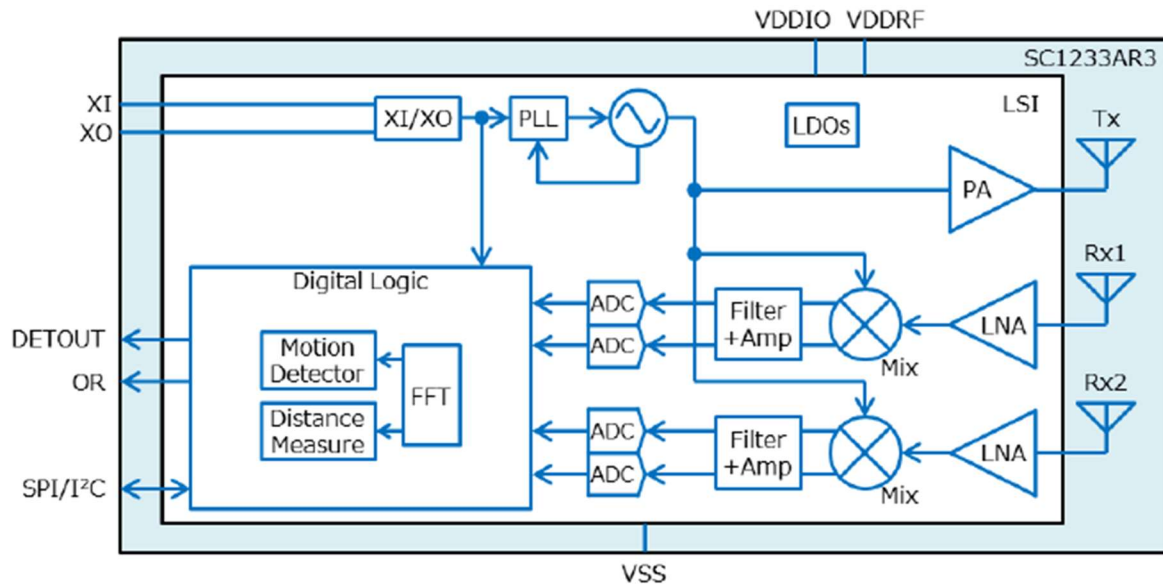 VDDIO VDDRF
SC1233AR3
LSI
XI
XO
XI/XO
PLL
LDOs
Tx
PA
Rx1
Digital Logic
ADC
ADC
Filter
+Amp
Mix
LNA
DETOUT
OR
Motion
Detector
FFT
Distance
Measure
Rx2
ADC
ADC
Filter
+Amp
Mix
LNA
SPI/I²C
VSS